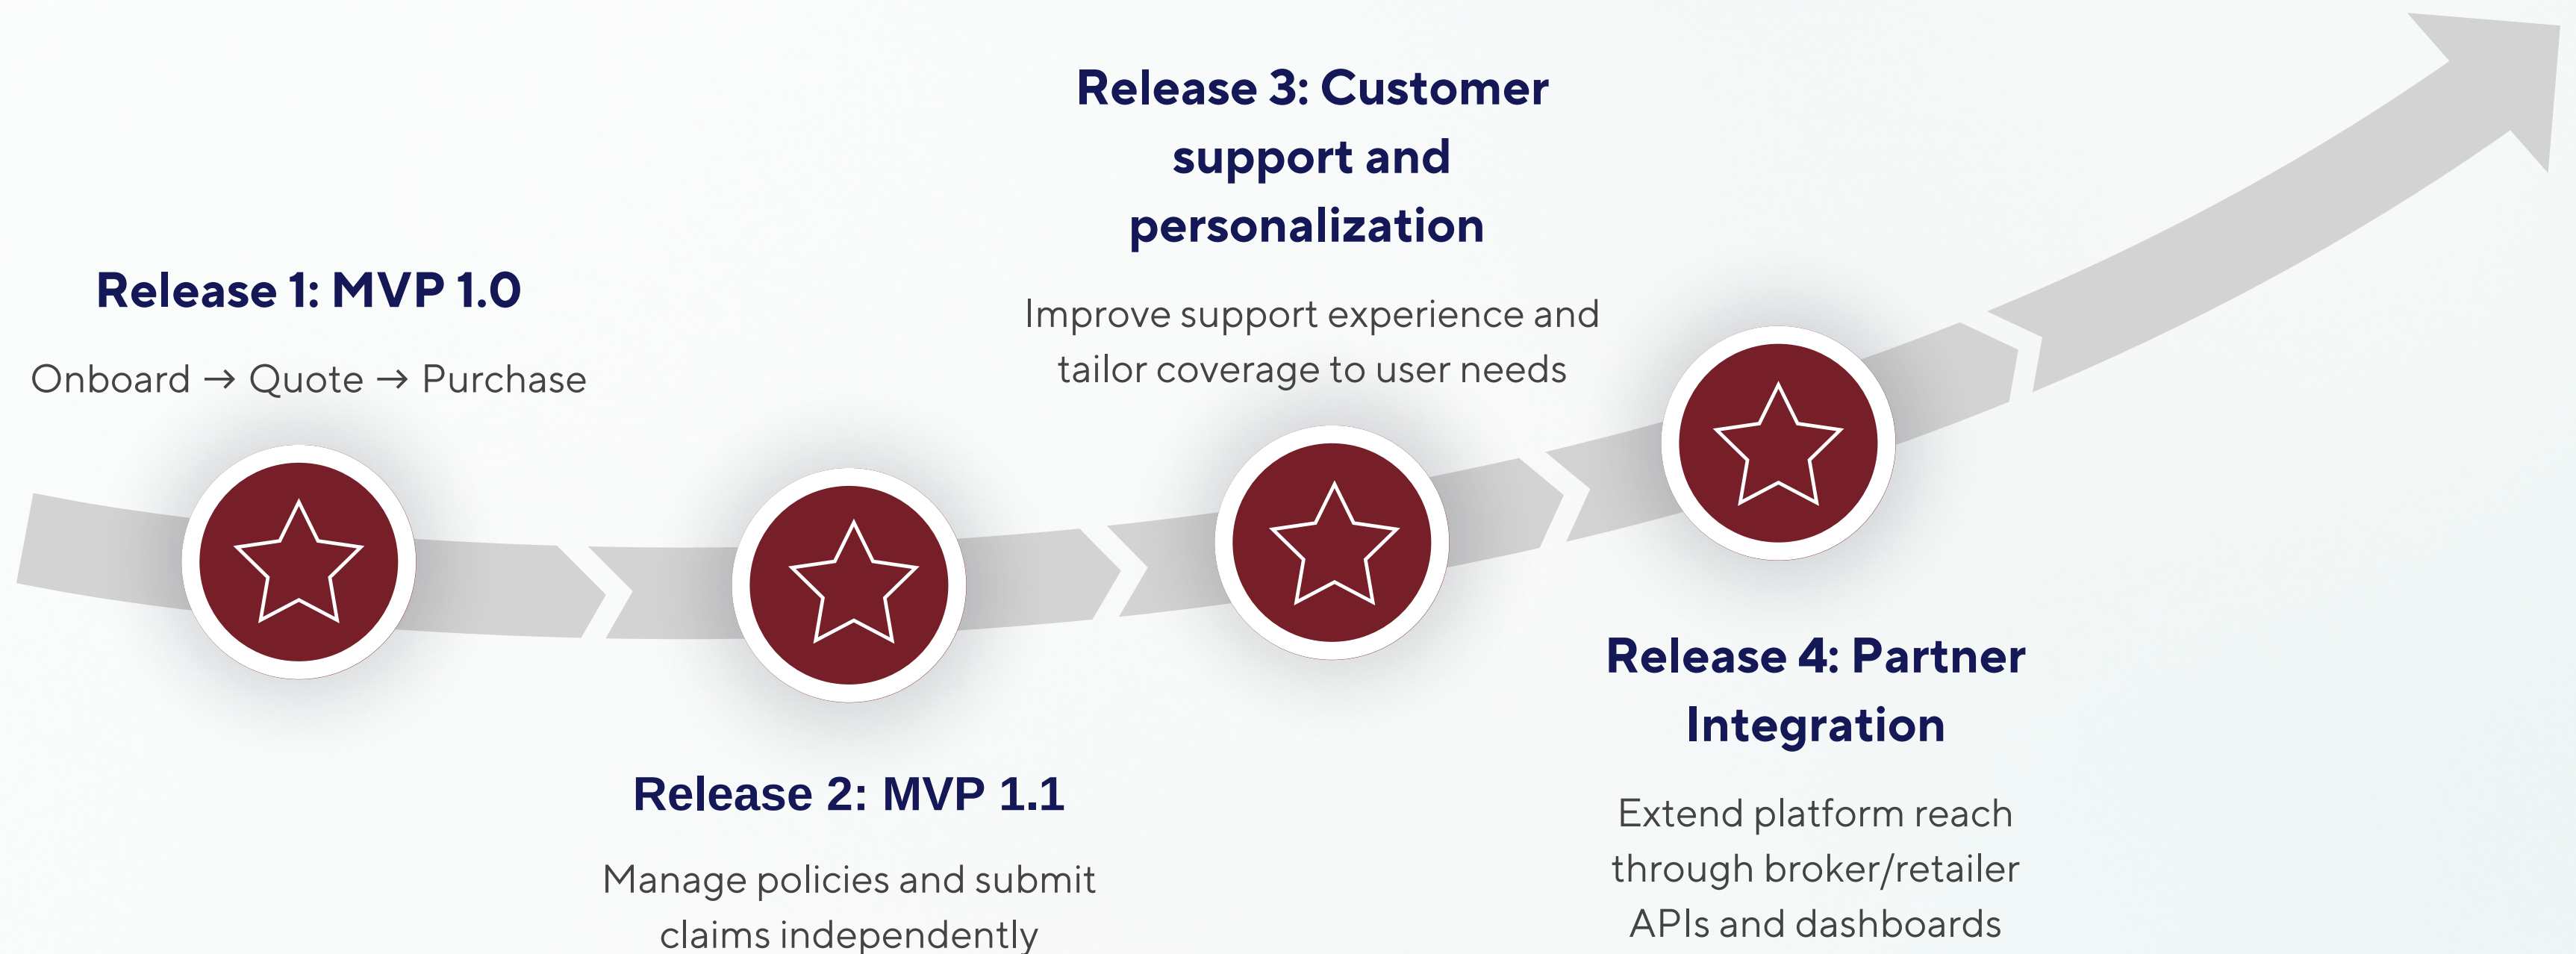 Release 1: MVP 1.0
Onboard → Quote → Purchase
Release 2: MVP 1.1
Manage policies and submit
claims independently
Release 3: Customer
support and
personalization
Improve support experience and
tailor coverage to user needs
Release 4: Partner
Integration
Extend platform reach
through broker/retailer
APIs and dashboards